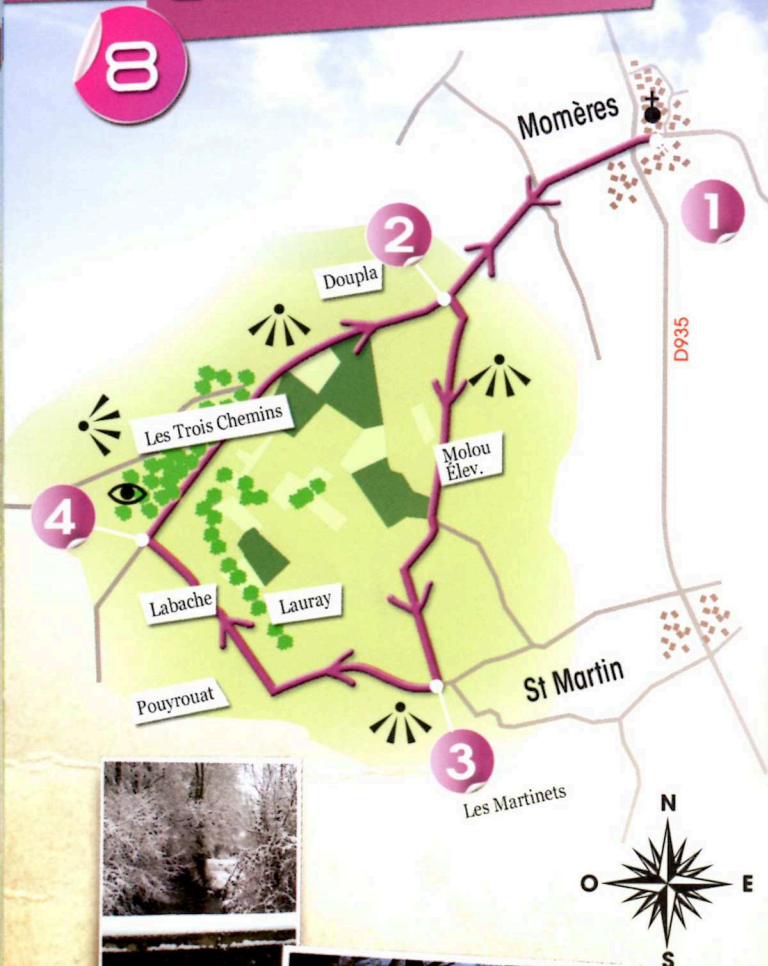 8
Momères
1
2
Doupla
D935
Les Trois Chemins
Molou
Élev.
4
Labache
Lauray
St Martin
Pouyrouat
3
Les Martinets
N
O
E
S